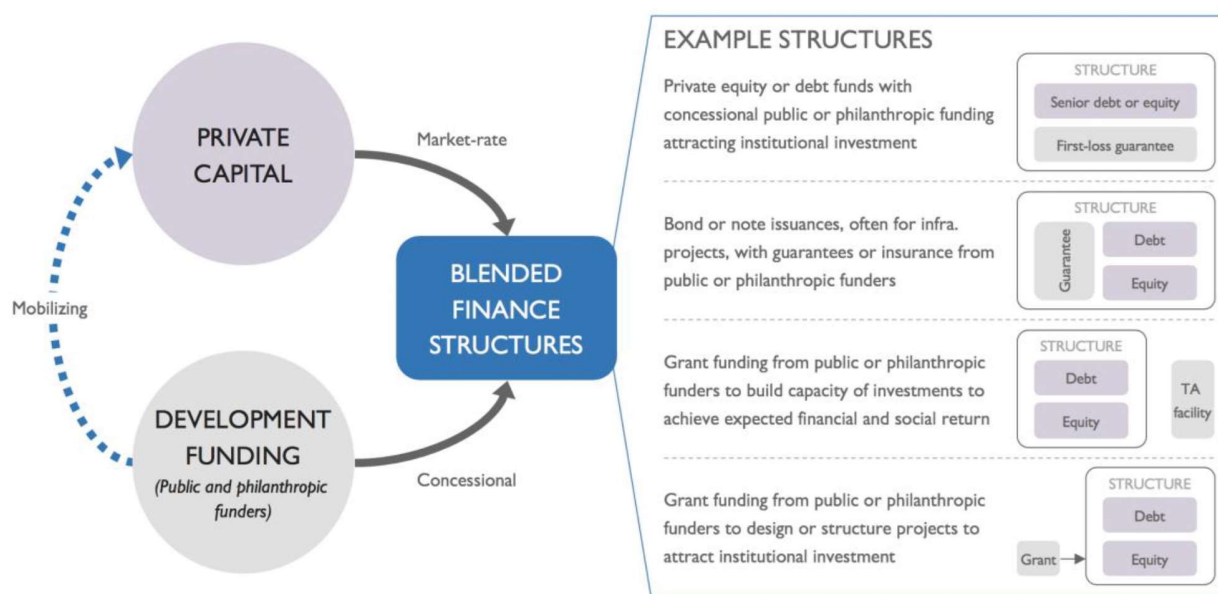 PRIVATE
CAPITAL
Market-rate
Mobilizing
BLENDED
FINANCE
STRUCTURES
DEVELOPMENT
FUNDING
(Public and philanthropic
funders)
Concessional
EXAMPLE STRUCTURES
Private equity or debt funds with
concessional public or philanthropic funding
attracting institutional investment
STRUCTURE
Senior debt or equity
First-loss guarantee
Bond or note issuances, often for infra.
projects, with guarantees or insurance from
public or philanthropic funders
STRUCTURE
Guarantee
Debt
Equity
Grant funding from public or philanthropic
funders to build capacity of investments to
achieve expected financial and social return
STRUCTURE
Debt
Equity
TA
facility
Grant funding from public or philanthropic
funders to design or structure projects to
attract institutional investment
Grant
STRUCTURE
Debt
Equity